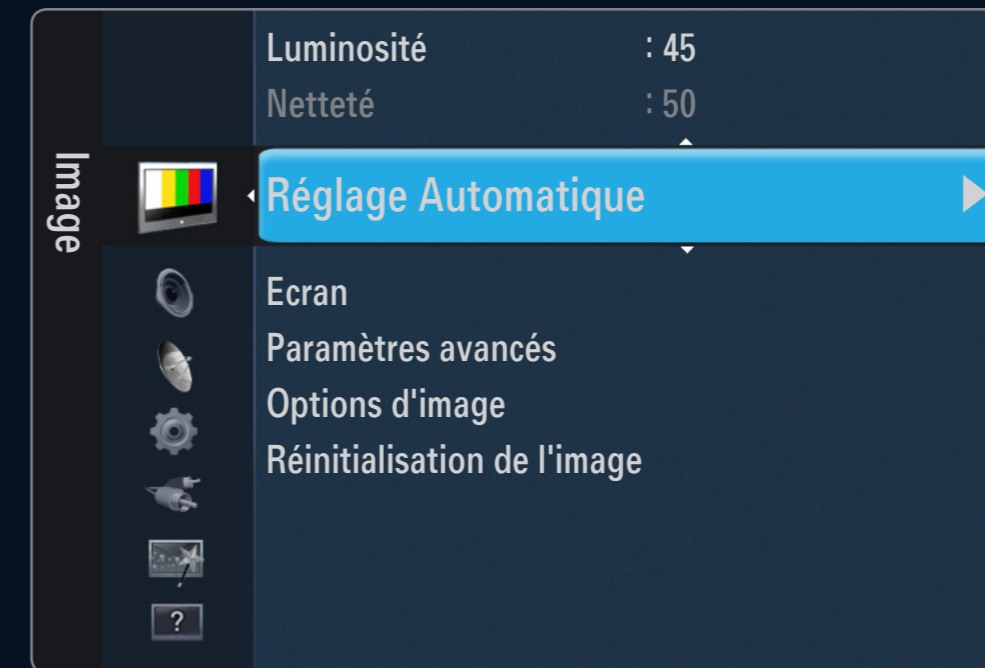 Image
Luminosité : 45
Netteté : 50
Réglage Automatique
Ecran
Paramètres avancés
Options d'image
Réinitialisation de l'image
?